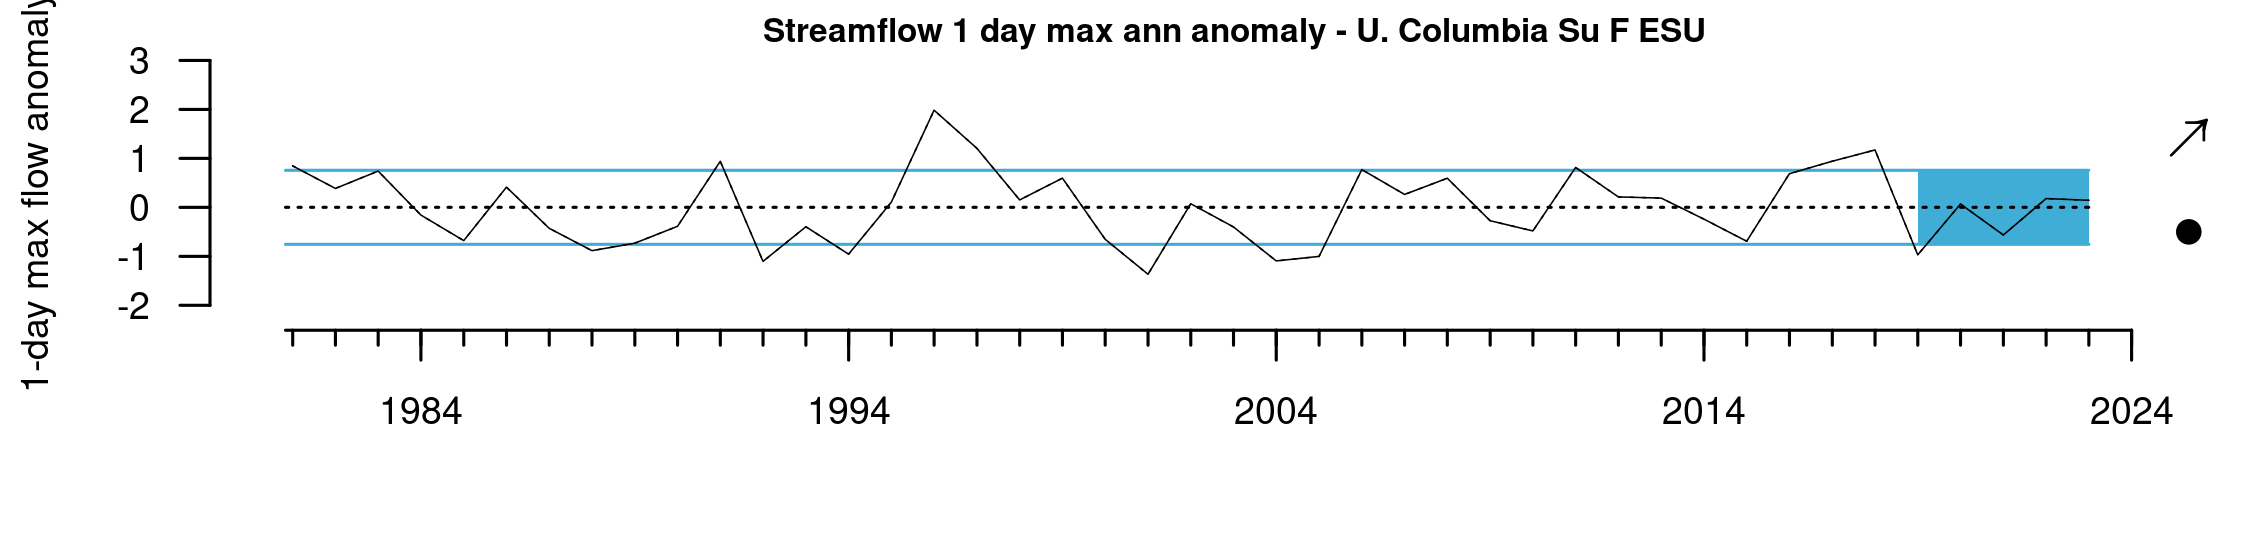 Streamflow 1 day max ann anomaly - U. Columbia Su F ESU
1-day max flow anomaly
3
2
1
0
-1
-2
1984 1994 2004 2014 2024